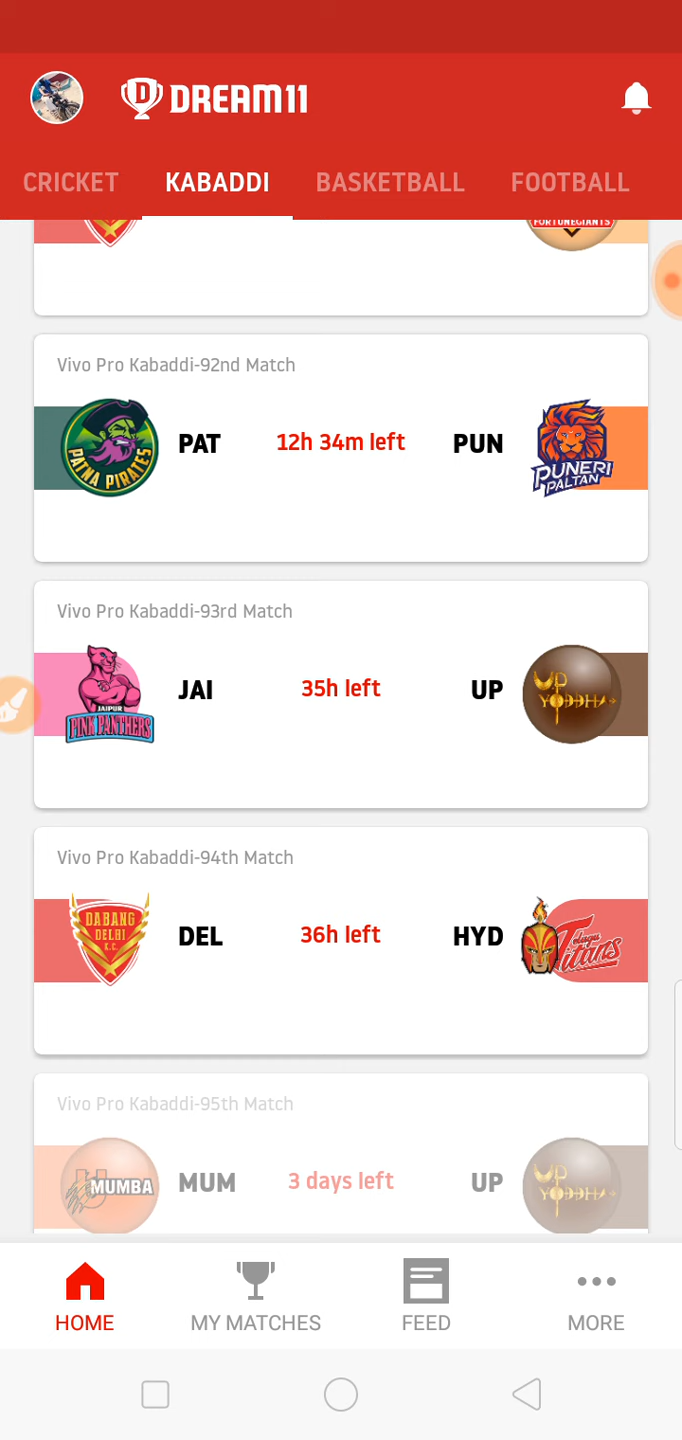 DREAM11
CRICKET KABADDI BASKETBALL FOOTBALL
FORTUNEGIANTS
Vivo Pro Kabaddi-92nd Match
PATNA PIRATES PAT 12h 34m left PUN PUNERI PALTAN
Vivo Pro Kabaddi-93rd Match
JAIPUR PINK PANTHERS JAI 35h left UP UP YODDHA
Vivo Pro Kabaddi-94th Match
DABANG DELHI K.C. DEL 36h left HYD Telugu Titans
Vivo Pro Kabaddi-95th Match
U MUMBA MUM 3 days left UP UP YODDHA
HOME MY MATCHES FEED MORE